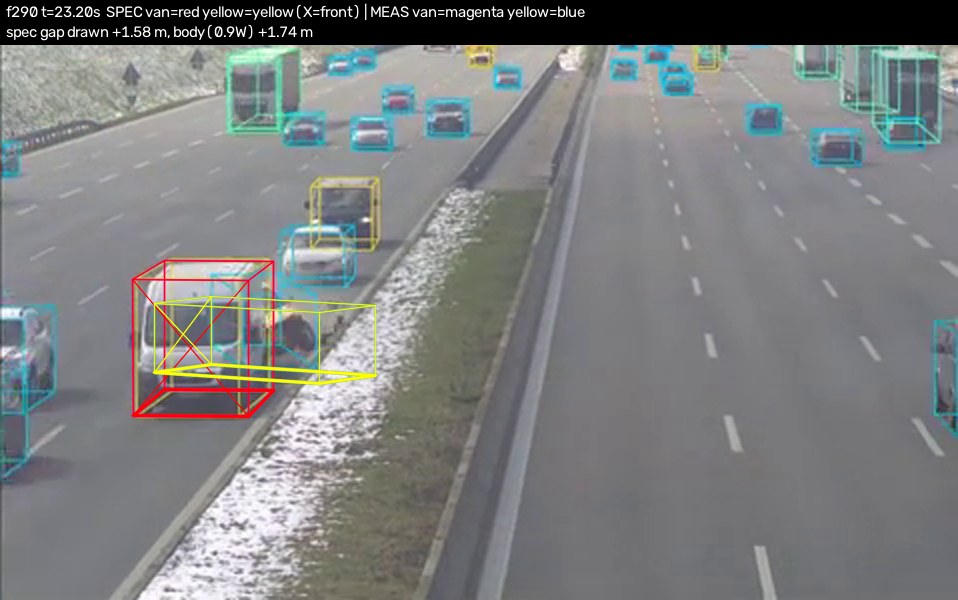 f290 t=23.20s SPEC van=red yellow=yellow (X=front) | MEAS van=magenta yellow=blue
spec gap drawn +1.58 m, body (0.9W) +1.74 m